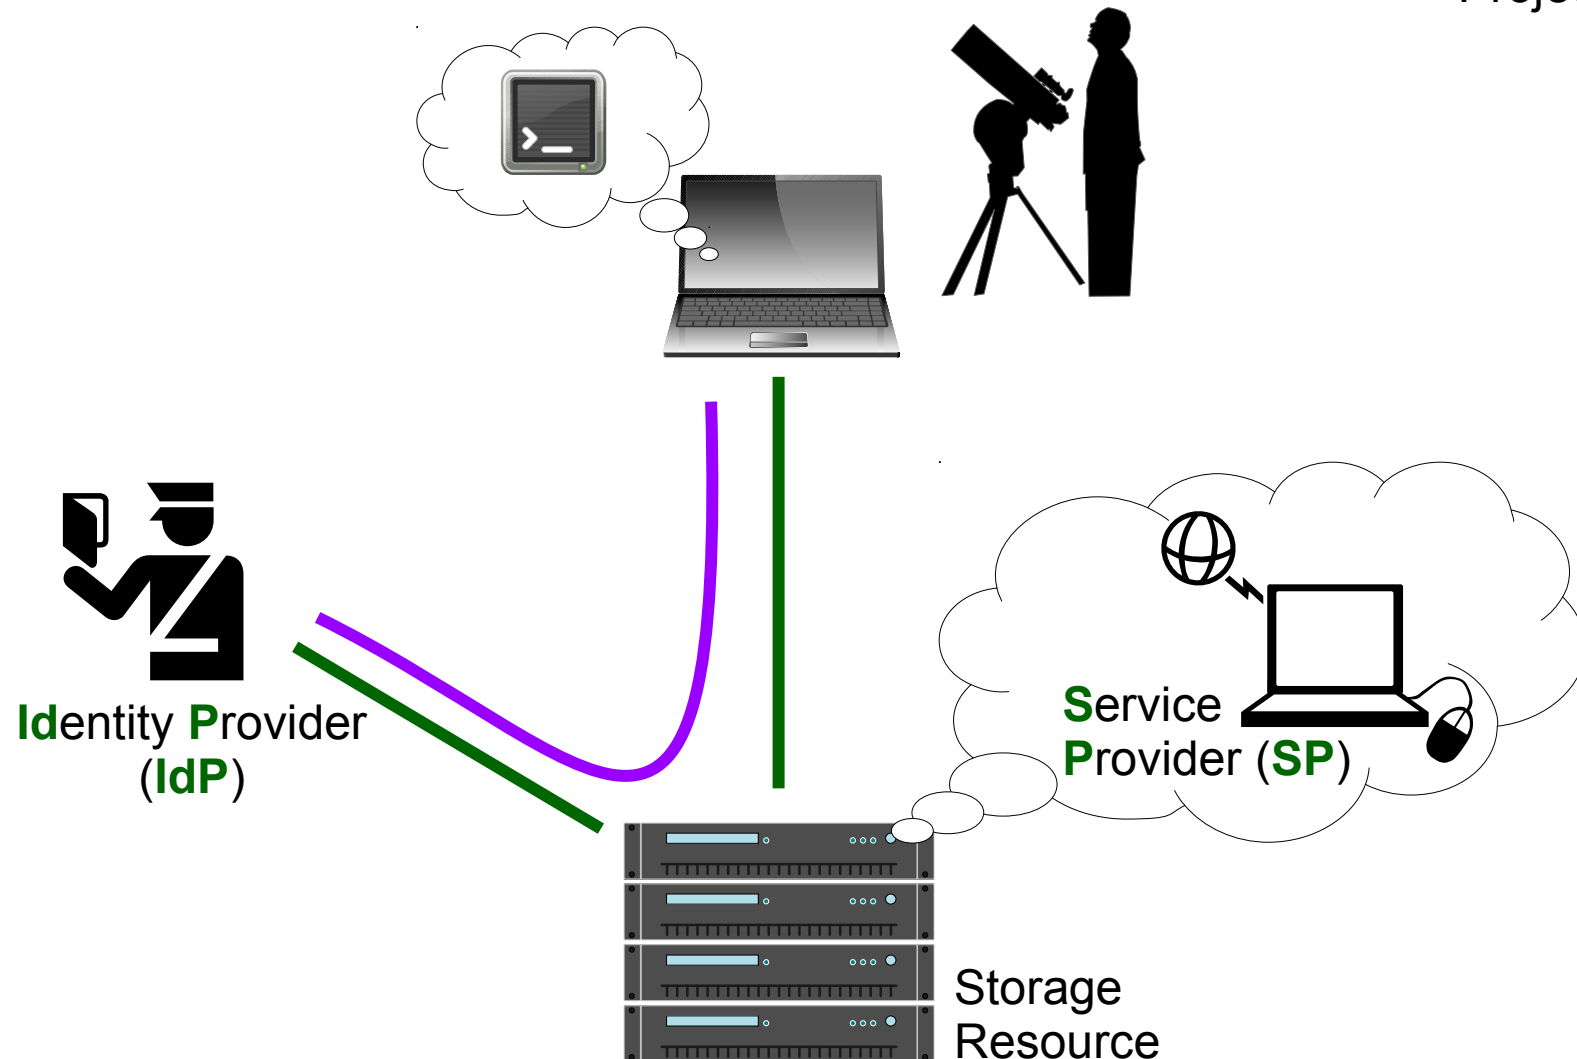 Identity Provider
(IdP)
Service
Provider (SP)
Storage
Resource